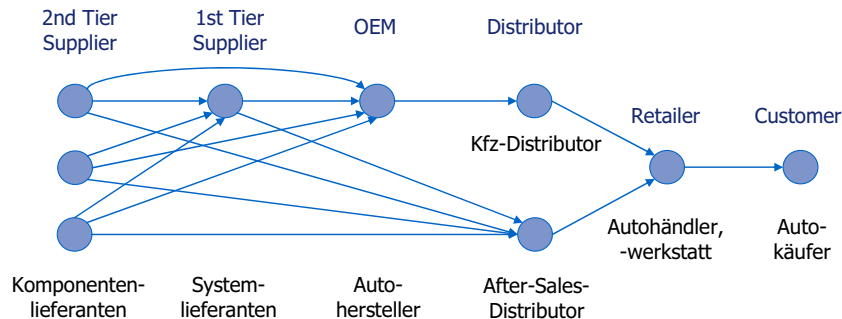 2nd Tier
Supplier
1st Tier
Supplier
OEM
Distributor
Kfz-Distributor
Retailer
Customer
Autohändler,
-werkstatt
Auto-
käufer
Komponenten-
lieferanten
System-
lieferanten
Auto-
hersteller
After-Sales-
Distributor